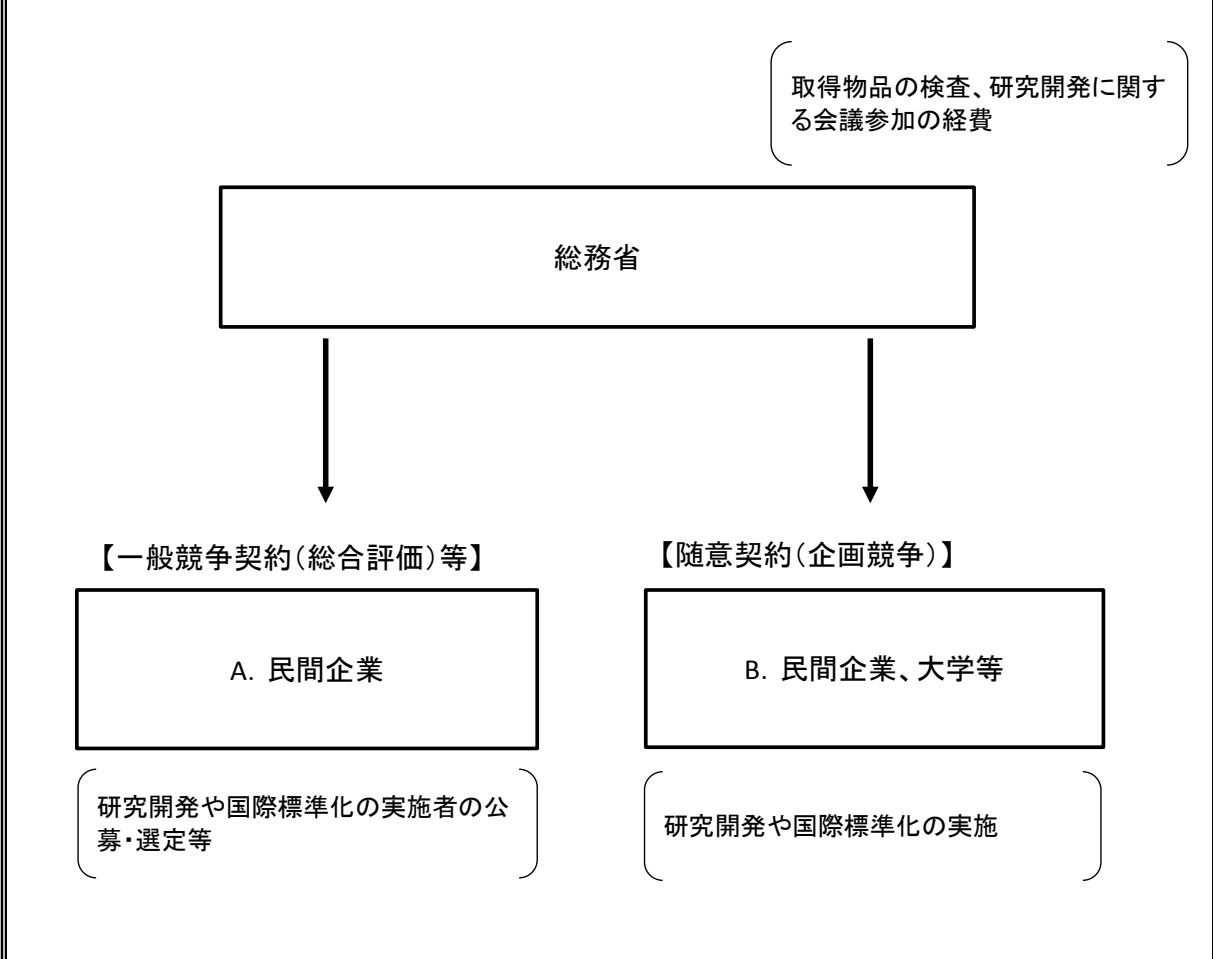 取得物品の検査、研究開発に関す
る会議参加の経費
総務省
【一般競争契約(総合評価)等】
【随意契約(企画競争)】
A. 民間企業
B. 民間企業、大学等
研究開発や国際標準化の実施者の公
募・選定等
研究開発や国際標準化の実施